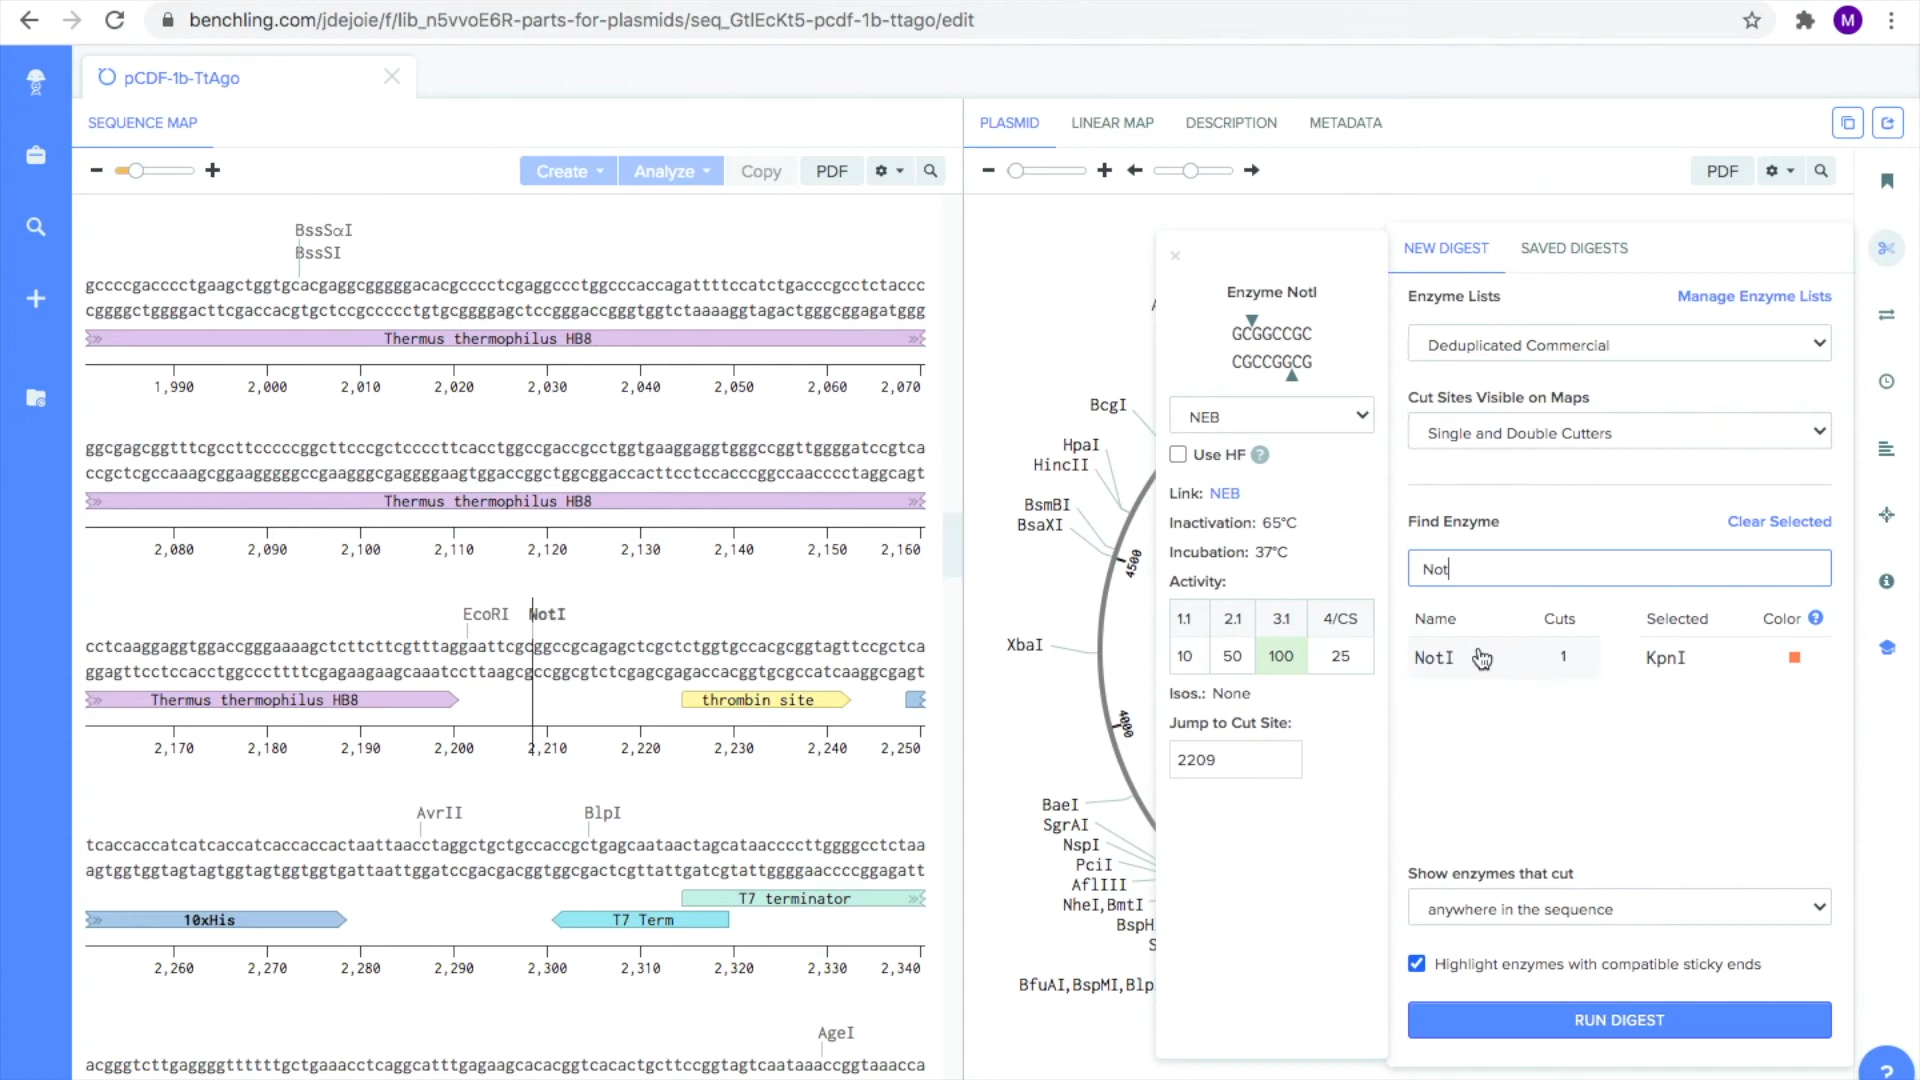 benchling.com/jdejoie/f/lib_n5vvoE6R-parts-for-plasmids/seq_GtlEcKt5-pcdf-1b-ttago/edit
M
pCDF-1b-TtAgo
SEQUENCE MAP
Create
Analyze
Copy
PDF
BssSαI
BssSI
gccccgacccctgaagctggtgcacgaggcgggggacacgcccctcgaggccctggcccaccagattttccatctgacccgcctctaccc
cggggctggggacttcgaccacgtgctccgccccctgtgcggggagctccgggaccgggtggtctaaaaggtagactgggcggagatggg
Thermus thermophilus HB8
1,990 2,000 2,010 2,020 2,030 2,040 2,050 2,060 2,070
ggcgagcggtttcgccttcccccggcttcccgctccccttcacctggccgaccgcctggtgaaggaggtgggccggttggggatccgtca
ccgctcgccaaagcggaagggggccgaagggcgaggggaagtggaccggctggcggaccacttcctccacccggccaacccctaggcagt
Thermus thermophilus HB8
2,080 2,090 2,100 2,110 2,120 2,130 2,140 2,150 2,160
EcoRI NotI
cctcaaggaggtggaccgggaaaagctcttcttcgtttaggaattcgcggccgcagagctcgctctggtgccacgcggtagttccgctca
ggagttcctccacctggcccttttcgagaagaagcaaatccttaagcgccggcgtctcgagcgagaccacggtgcgccatcaaggcgagt
Thermus thermophilus HB8
thrombin site
2,170 2,180 2,190 2,200 2,210 2,220 2,230 2,240 2,250
AvrII BlpI
tcaccaccatcatcaccatcaccaccactaattaacctaggctgctgccaccgctgagcaataactagcataaccccttggggcctctaa
agtggtggtagtagtggtagtggtggtgattaattggatccgacgacggtggcgactcgttattgatcgtattggggaaccccggagatt
T7 terminator
10xHis
T7 Term
2,260 2,270 2,280 2,290 2,300 2,310 2,320 2,330 2,340
AgeI
acgggtcttgaggggttttttgctgaaacctcaggcatttgagaagcacacggtcacactgcttccggtagtcaataaaccggtaaacca
PLASMID
LINEAR MAP
DESCRIPTION
METADATA
PDF
BcgI
HpaI
HincII
BsmBI
BsaXI
4500
XbaI
4000
BaeI
SgrAI
NspI
PciI
AflIII
NheI,BmtI
BspH
S
BfuAI,BspMI,Blp
Enzyme NotI
GCGGCCGC
CGCCGGCG
NEB
Use HF ?
Link: NEB
Inactivation: 65°C
Incubation: 37°C
Activity:
1.1 2.1 3.1 4/CS
10 50 100 25
Isos.: None
Jump to Cut Site:
2209
NEW DIGEST
SAVED DIGESTS
Enzyme Lists
Manage Enzyme Lists
Deduplicated Commercial
Cut Sites Visible on Maps
Single and Double Cutters
Find Enzyme
Clear Selected
Not
Name Cuts Selected Color ?
NotI 1 KpnI
Show enzymes that cut
anywhere in the sequence
Highlight enzymes with compatible sticky ends
RUN DIGEST
?